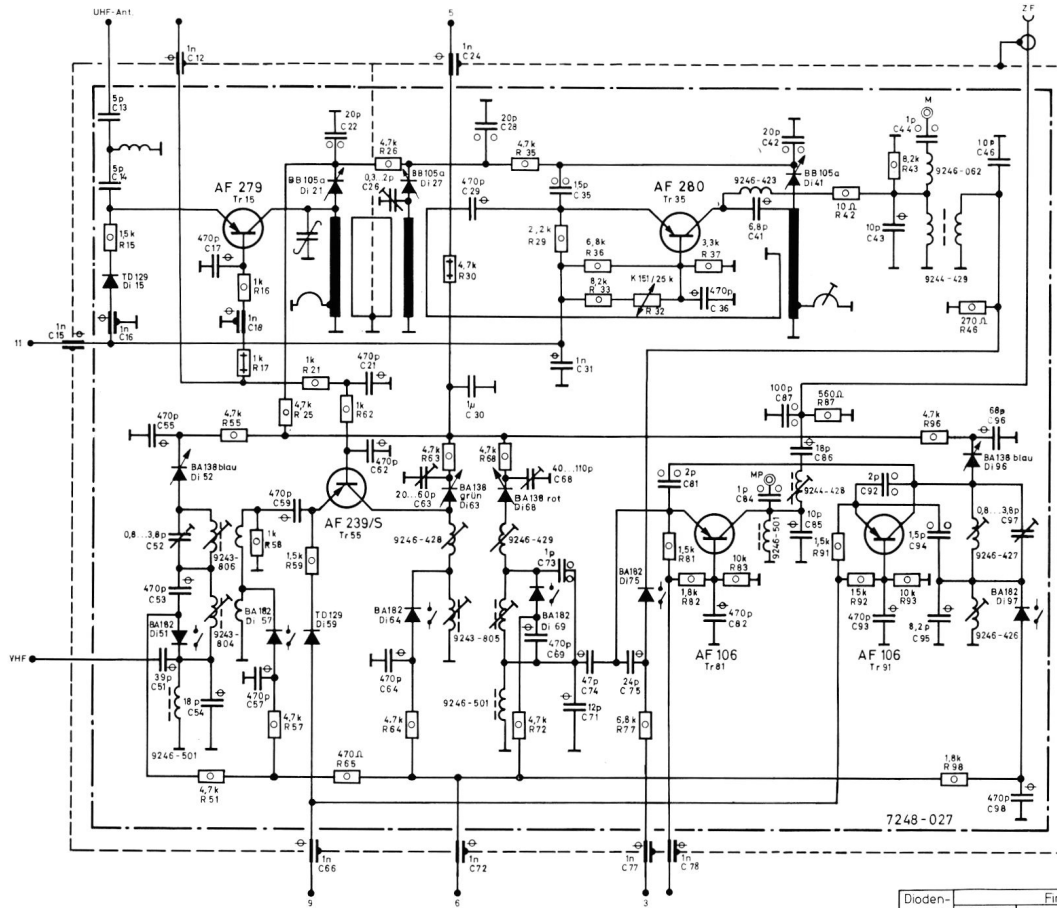 UHF-Ant.
5
ZF
1n
C12
1n
C24
5p
C13
20p
C22
20p
C28
20p
C42
M
1p
C44
10p
C46
4,7k
R26
4,7k
R35
8,2k
R43
9246-062
5p
C14
BB105a
Di 21
0,3...2p
C26
BB105a
Di 27
470p
C29
15p
C35
AF 280
Tr 35
9246-423
BB105a
Di 41
AF 279
Tr 15
10Ω
R42
6,8p
C41
10p
C43
1,5k
R15
470p
C17
2,2k
R29
6,8k
R36
3,3k
R37
9244-429
TD129
Di 15
1k
R16
4,7k
R30
8,2k
R33
K151/25k
R32
470p
C36
270Ω
R46
1n
C15
1n
C16
1n
C18
11
1k
R17
1k
R21
470p
C21
1n
C31
1µ
C30
100p
C87
560Ω
R87
470p
C55
4,7k
R55
4,7k
R25
1k
R62
470p
C62
4,7k
R63
4,7k
R68
4,7k
R96
68p
C96
BA138 blau
Di 52
470p
C59
AF 239/S
Tr 55
20...60p
C63
BA138
grün
Di63
40...110p
C68
BA138 rot
Di68
2p
C81
MP
1p
C84
18p
C86
9244-428
2p
C92
BA138 blau
Di 96
0,8...3,8p
C52
9243-
806
1k
R58
1,5k
R59
9246-428
9246-429
1p
C73
1,5k
R81
10k
R83
9246-501
10p
C85
1,5k
R91
1,5p
C94
0,8...3,8p
C97
9246-427
470p
C53
BA182
Di51
9243-
804
BA182
Di 57
TD129
Di59
BA182
Di64
9243-805
BA182
Di 69
470p
C69
BA182
Di75
1,8k
R82
470p
C82
15k
R92
10k
R93
470p
C93
8,2p
C95
BA182
Di97
9246-426
VHF
39p
C51
18p
C54
470p
C57
4,7k
R57
470p
C64
4,7k
R64
9246-501
4,7k
R72
12p
C71
47p
C74
24p
C75
6,8k
R77
AF 106
Tr 81
AF 106
Tr 91
9246-501
4,7k
R51
470Ω
R65
1,8k
R98
470p
C98
7248-027
1n
C66
1n
C72
1n
C77
1n
C78
9
6
3
Dioden-